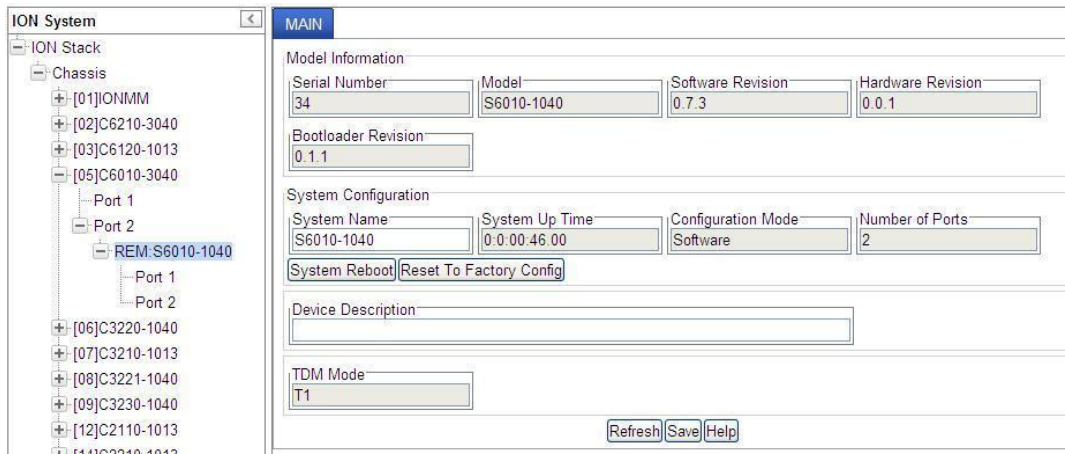 ION System
ION Stack
Chassis
[01]IONMM
[02]C6210-3040
[03]C6120-1013
[05]C6010-3040
Port 1
Port 2
REM:S6010-1040
Port 1
Port 2
[06]C3220-1040
[07]C3210-1013
[08]C3221-1040
[09]C3230-1040
[12]C2110-1013
MAIN
Model Information
Serial Number Model Software Revision Hardware Revision
34 S6010-1040 0.7.3 0.0.1
Bootloader Revision
0.1.1
System Configuration
System Name System Up Time Configuration Mode Number of Ports
S6010-1040 0:0:00:46.00 Software 2
System Reboot Reset To Factory Config
Device Description
TDM Mode
T1
Refresh Save Help